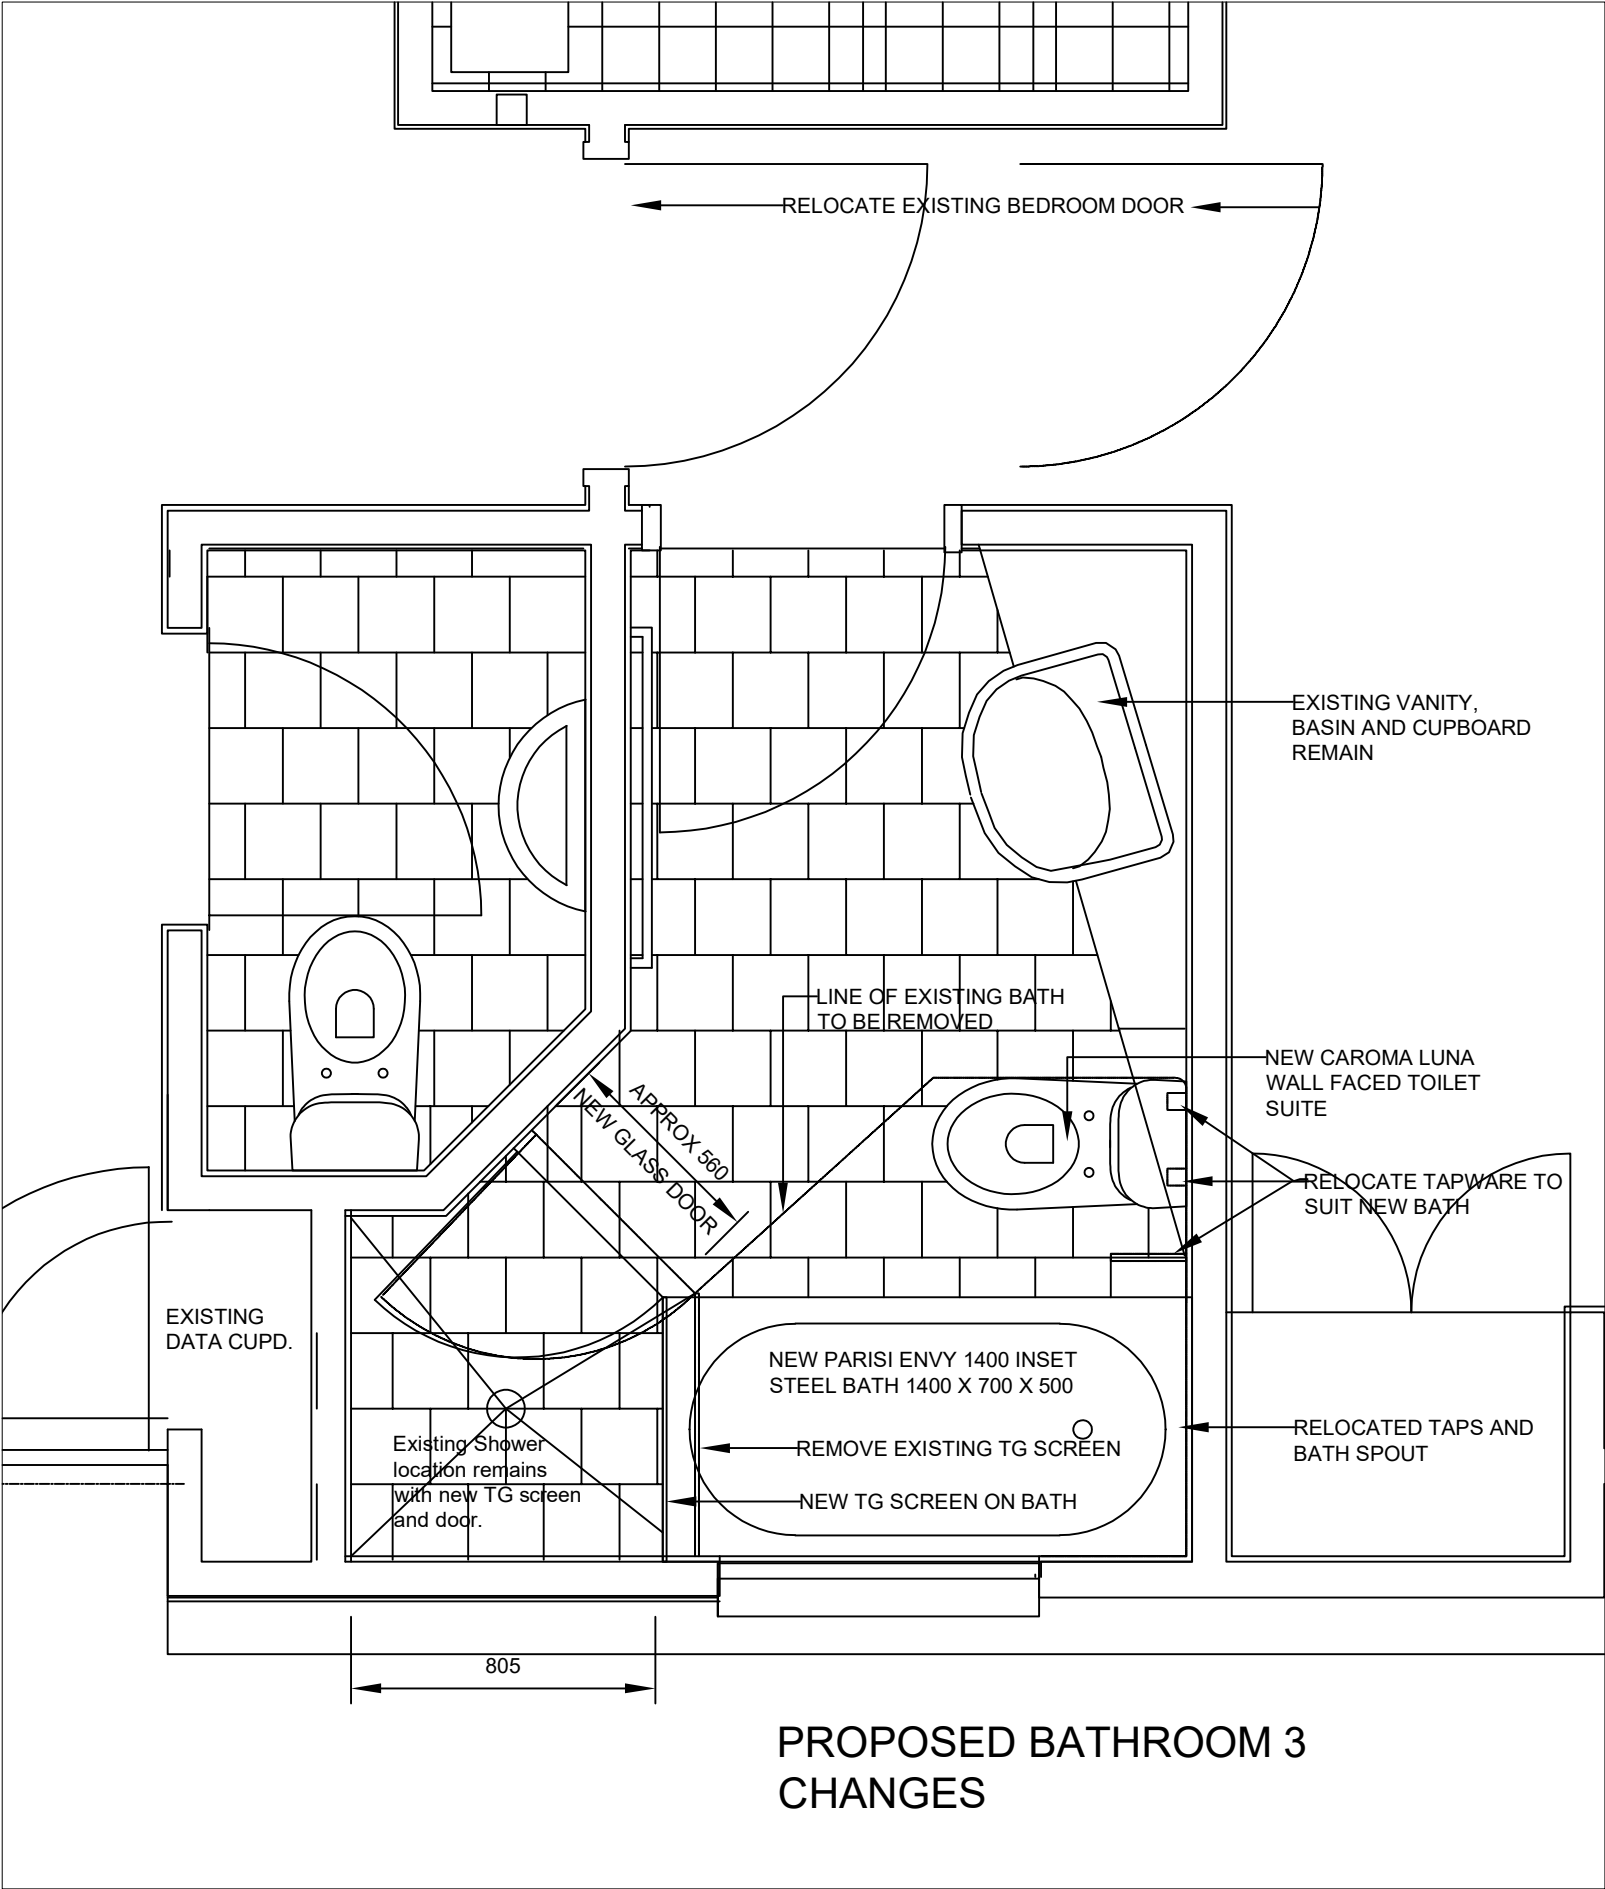 RELOCATE EXISTING BEDROOM DOOR
EXISTING VANITY,
BASIN AND CUPBOARD
REMAIN
LINE OF EXISTING BATH
TO BE REMOVED
NEW CAROMA LUNA
WALL FACED TOILET
SUITE
APPROX 560
NEW GLASS DOOR
RELOCATE TAPWARE TO
SUIT NEW BATH
EXISTING
DATA CUPD.
NEW PARISI ENVY 1400 INSET
STEEL BATH 1400 X 700 X 500
REMOVE EXISTING TG SCREEN
NEW TG SCREEN ON BATH
RELOCATED TAPS AND
BATH SPOUT
Existing Shower
location remains
with new TG screen
and door.
805
PROPOSED BATHROOM 3
CHANGES